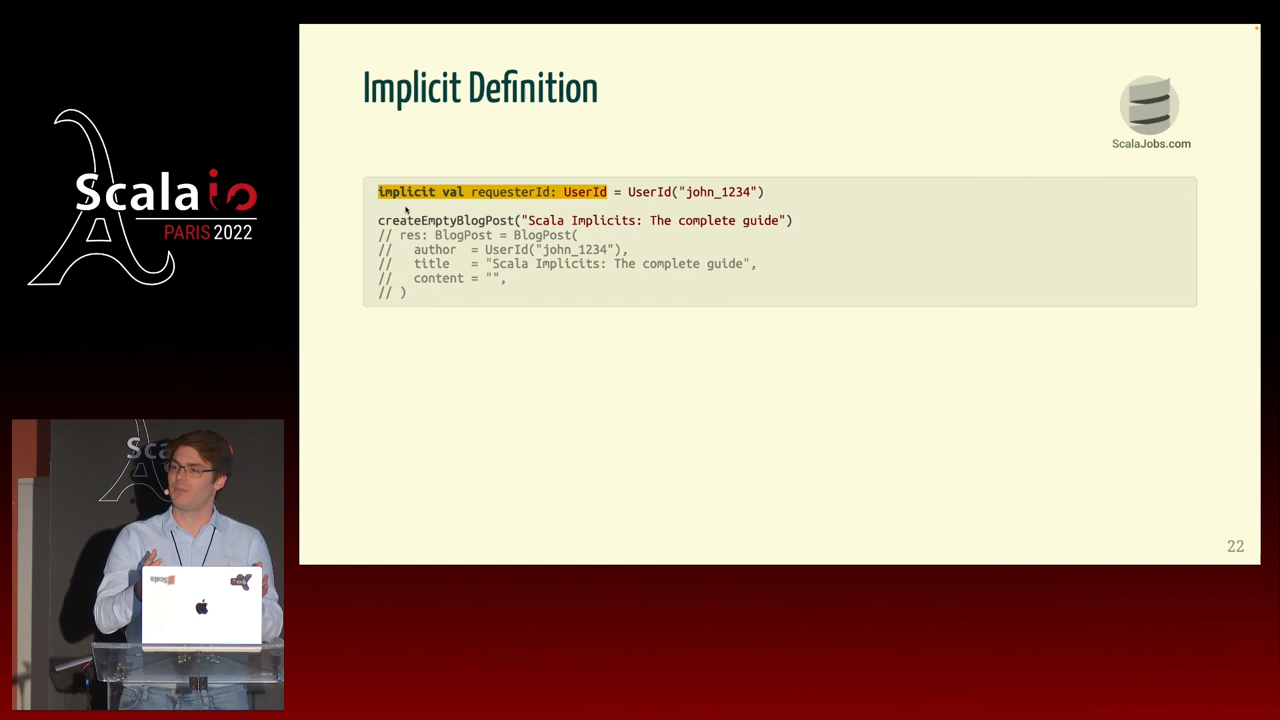 Scala io
PARIS 2022
Implicit Definition
ScalaJobs.com
implicit val requesterId: UserId = UserId("john_1234")
createEmptyBlogPost("Scala Implicits: The complete guide")
// res: BlogPost = BlogPost(
//   author  = UserId("john_1234"),
//   title   = "Scala Implicits: The complete guide",
//   content = "",
// )
22